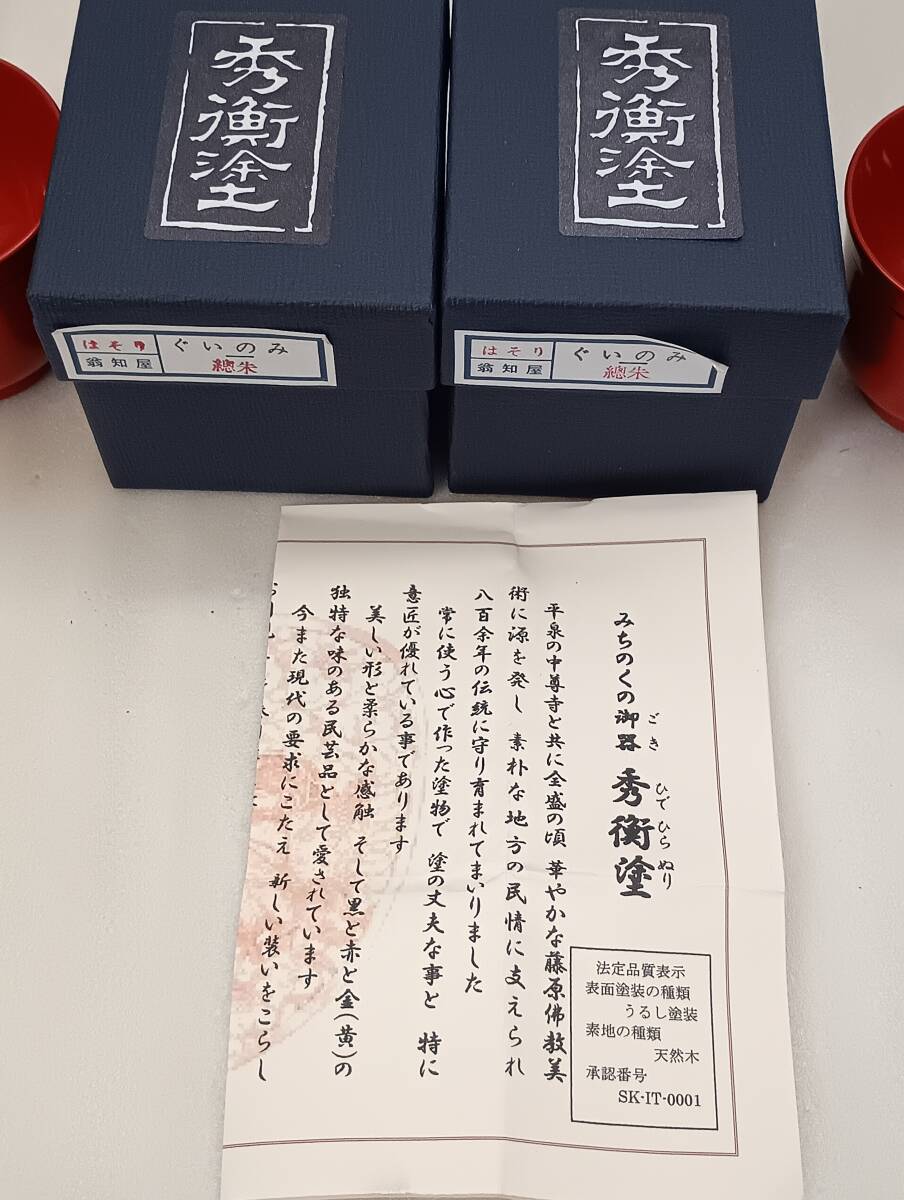 秀衡塗
秀衡塗
はそり
翁知屋
ぐいのみ
總朱
はそり
翁知屋
ぐいのみ
總朱
みちのくの御器 秀衡塗
ごき
ひでひらぬり
平泉の中尊寺と共に全盛の頃 華やかな藤原佛教美
術に源を発し 素朴な地方の民情に支えられ
八百余年の伝統に守り育まれてまいりました
常に使う心で作った塗物で 塗の丈夫な事と 特に
意匠が優れている事であります
美しい形と柔らかな感触 そして黒と赤と金(黄)の
独特な味のある民芸品として愛されています
今また現代の要求にこたえ 新しい装いをこらし
法定品質表示
表面塗装の種類
うるし塗装
素地の種類
天然木
承認番号
SK-IT-0001